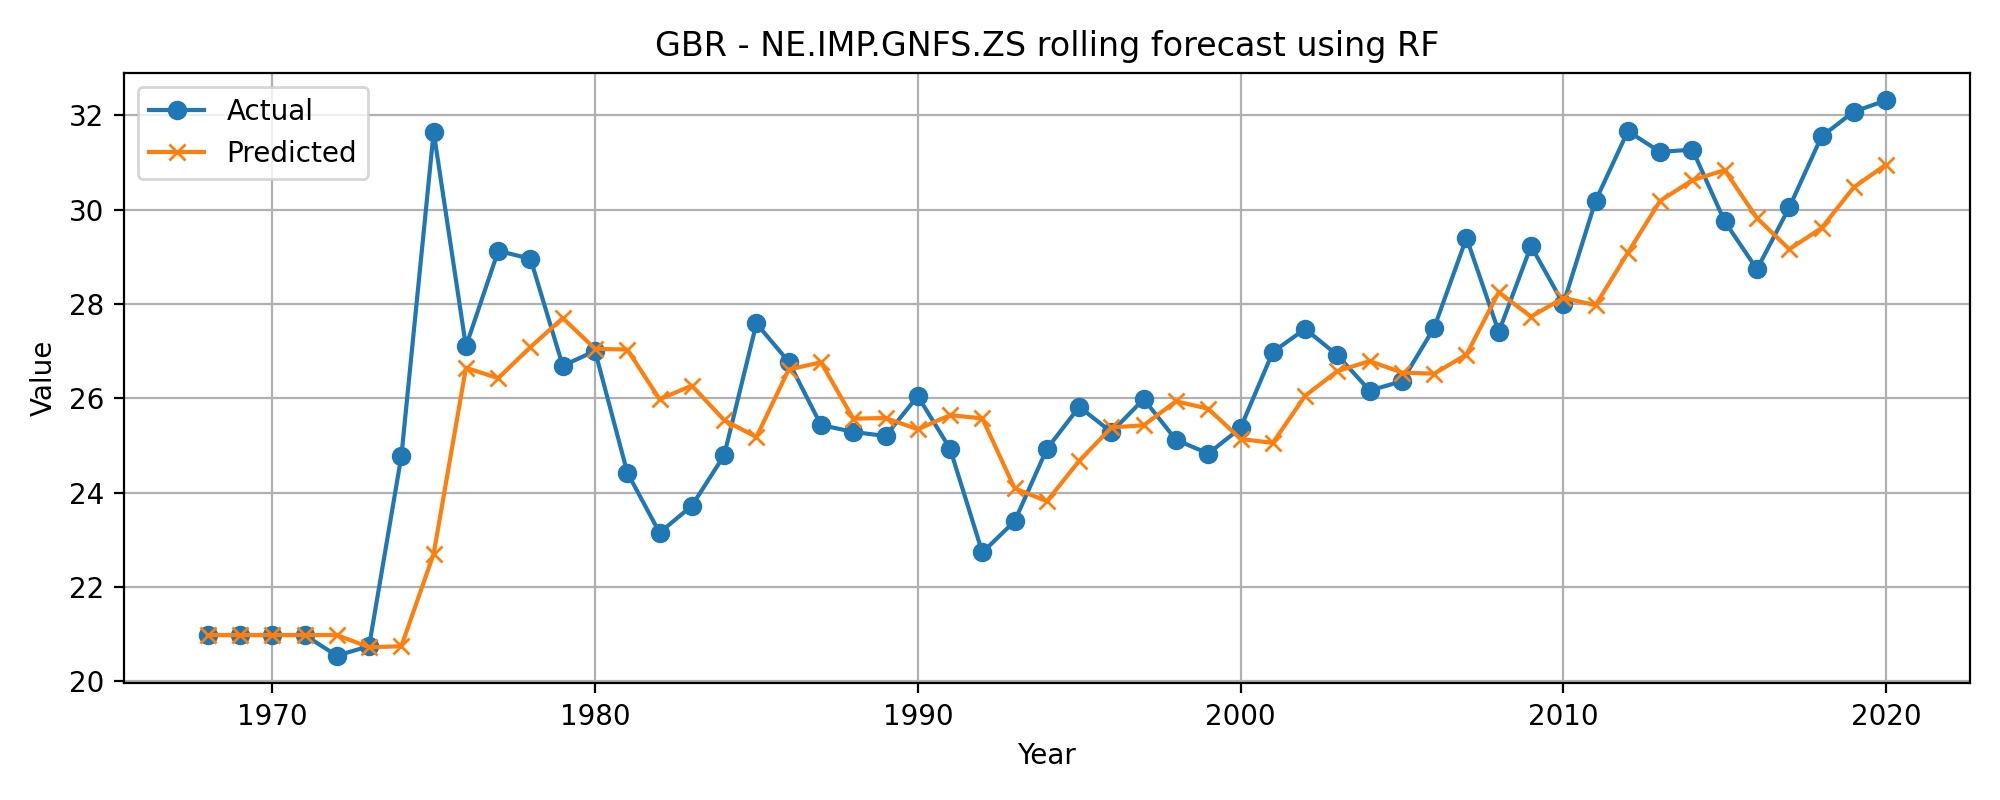 GBR - NE.IMP.GNFS.ZS rolling forecast using RF
Actual
Predicted
32
30
28
26
24
22
20
Value
1970
1980
1990
2000
2010
2020
Year